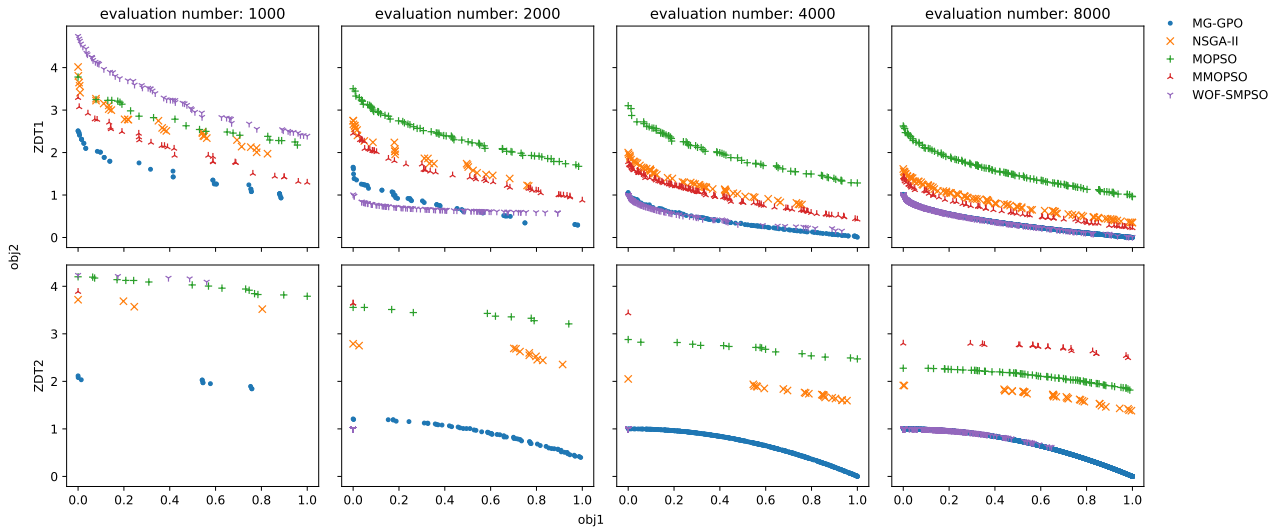 evaluation number: 1000
evaluation number: 2000
evaluation number: 4000
evaluation number: 8000
MG-GPO
NSGA-II
MOPSO
MMOPSO
WOF-SMPSO
ZDT1
4
3
2
1
0
obj2
ZDT2
4
3
2
1
0
0.0 0.2 0.4 0.6 0.8 1.0
0.0 0.2 0.4 0.6 0.8 1.0
0.0 0.2 0.4 0.6 0.8 1.0
0.0 0.2 0.4 0.6 0.8 1.0
obj1